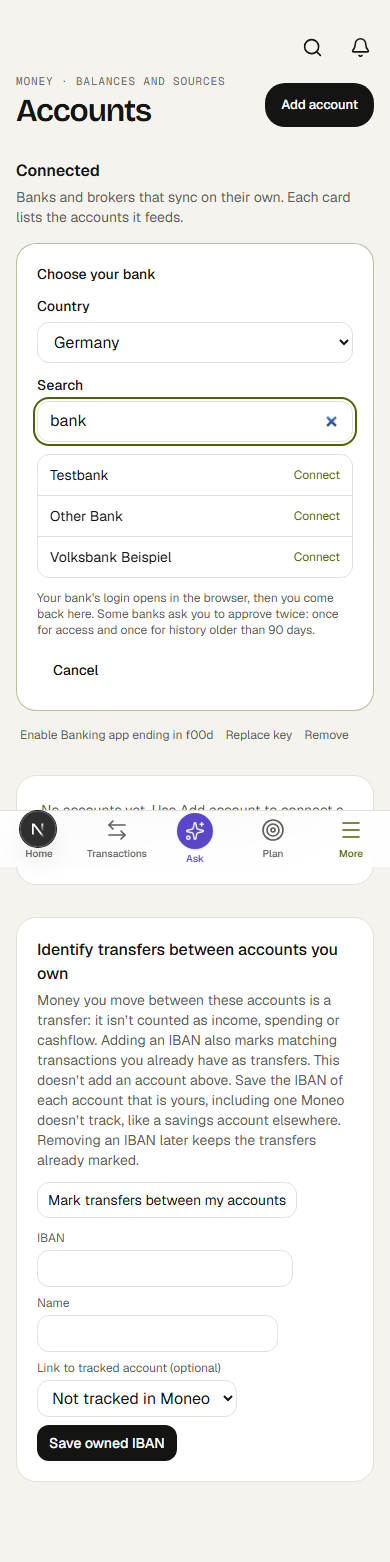 MONEY · BALANCES AND SOURCES
Accounts
Add account
Connected
Banks and brokers that sync on their own. Each card
lists the accounts it feeds.
Choose your bank
Country
Germany
Search
bank
Testbank Connect
Other Bank Connect
Volksbank Beispiel Connect
Your bank's login opens in the browser, then you come
back here. Some banks ask you to approve twice: once
for access and once for history older than 90 days.
Cancel
Enable Banking app ending in f00d Replace key Remove
No accounts yet. Use Add account to connect a
N
Home Transactions Ask Plan More
Identify transfers between accounts you
own
Money you move between these accounts is a
transfer: it isn't counted as income, spending or
cashflow. Adding an IBAN also marks matching
transactions you already have as transfers. This
doesn't add an account above. Save the IBAN of
each account that is yours, including one Moneo
doesn't track, like a savings account elsewhere.
Removing an IBAN later keeps the transfers
already marked.
Mark transfers between my accounts
IBAN
Name
Link to tracked account (optional)
Not tracked in Moneo
Save owned IBAN